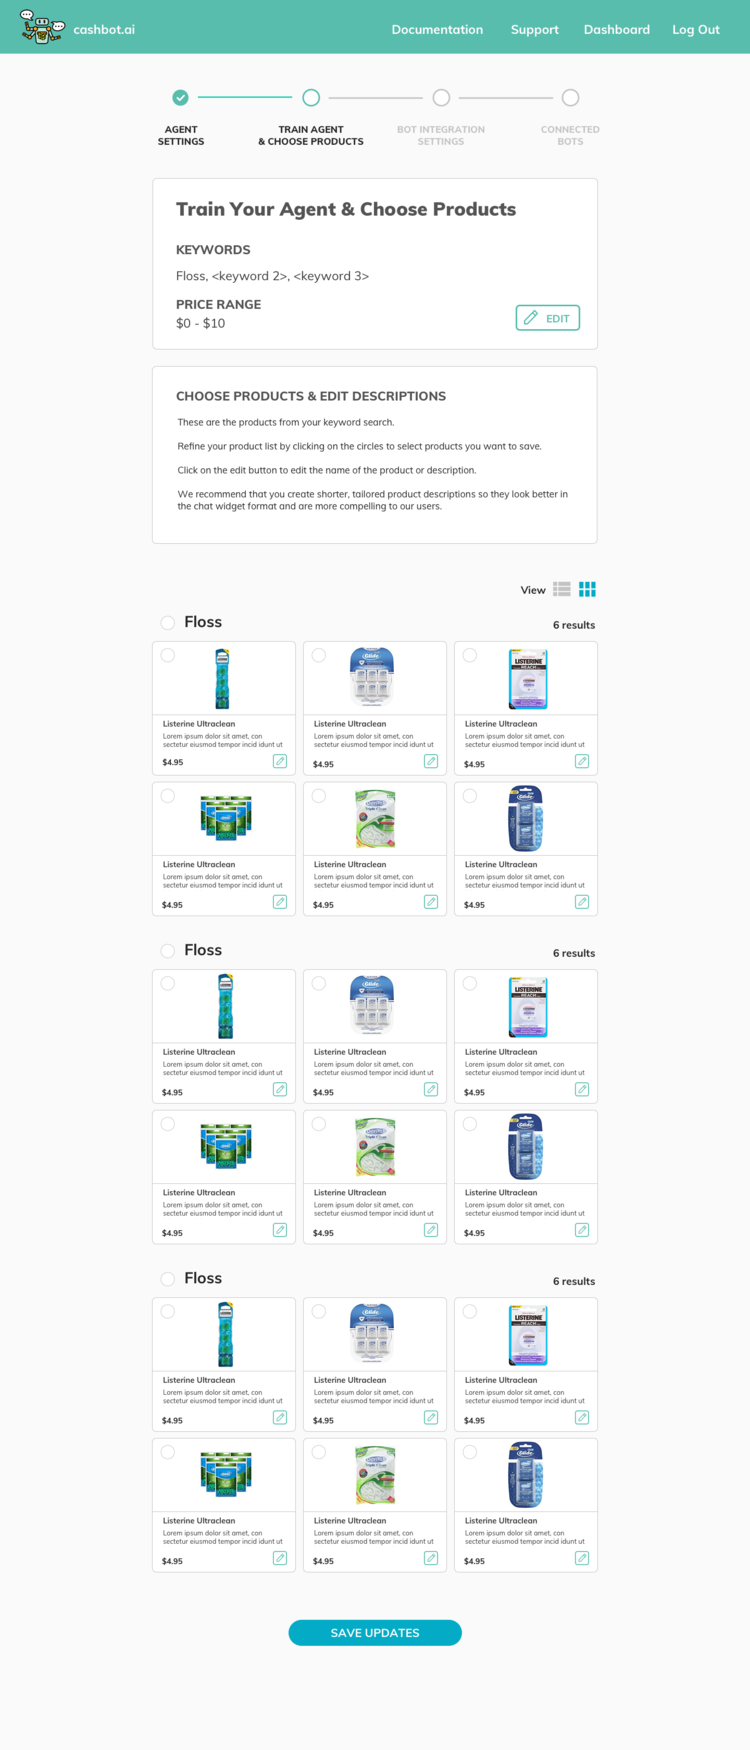 cashbot.ai
Documentation
Support
Dashboard
Log Out
AGENT
SETTINGS
TRAIN AGENT
& CHOOSE PRODUCTS
BOT INTEGRATION
SETTINGS
CONNECTED
BOTS
Train Your Agent & Choose Products
KEYWORDS
Floss, <keyword 2>, <keyword 3>
PRICE RANGE
$0 - $10
EDIT
CHOOSE PRODUCTS & EDIT DESCRIPTIONS
These are the products from your keyword search.
Refine your product list by clicking on the circles to select products you want to save.
Click on the edit button to edit the name of the product or description.
We recommend that you create shorter, tailored product descriptions so they look better in
the chat widget format and are more compelling to our users.
View
Floss
6 results
Glide
LISTERINE
REACH
Listerine Ultraclean
Lorem ipsum dolor sit amet, con
sectetur eiusmod tempor incid idunt ut
$4.95
Listerine Ultraclean
Lorem ipsum dolor sit amet, con
sectetur eiusmod tempor incid idunt ut
$4.95
Listerine Ultraclean
Lorem ipsum dolor sit amet, con
sectetur eiusmod tempor incid idunt ut
$4.95
Triple Clean
Glide
Listerine Ultraclean
Lorem ipsum dolor sit amet, con
sectetur eiusmod tempor incid idunt ut
$4.95
Listerine Ultraclean
Lorem ipsum dolor sit amet, con
sectetur eiusmod tempor incid idunt ut
$4.95
Listerine Ultraclean
Lorem ipsum dolor sit amet, con
sectetur eiusmod tempor incid idunt ut
$4.95
Floss
6 results
Glide
LISTERINE
REACH
Listerine Ultraclean
Lorem ipsum dolor sit amet, con
sectetur eiusmod tempor incid idunt ut
$4.95
Listerine Ultraclean
Lorem ipsum dolor sit amet, con
sectetur eiusmod tempor incid idunt ut
$4.95
Listerine Ultraclean
Lorem ipsum dolor sit amet, con
sectetur eiusmod tempor incid idunt ut
$4.95
Triple Clean
Glide
Listerine Ultraclean
Lorem ipsum dolor sit amet, con
sectetur eiusmod tempor incid idunt ut
$4.95
Listerine Ultraclean
Lorem ipsum dolor sit amet, con
sectetur eiusmod tempor incid idunt ut
$4.95
Listerine Ultraclean
Lorem ipsum dolor sit amet, con
sectetur eiusmod tempor incid idunt ut
$4.95
Floss
6 results
Glide
LISTERINE
REACH
Listerine Ultraclean
Lorem ipsum dolor sit amet, con
sectetur eiusmod tempor incid idunt ut
$4.95
Listerine Ultraclean
Lorem ipsum dolor sit amet, con
sectetur eiusmod tempor incid idunt ut
$4.95
Listerine Ultraclean
Lorem ipsum dolor sit amet, con
sectetur eiusmod tempor incid idunt ut
$4.95
Triple Clean
Glide
Listerine Ultraclean
Lorem ipsum dolor sit amet, con
sectetur eiusmod tempor incid idunt ut
$4.95
Listerine Ultraclean
Lorem ipsum dolor sit amet, con
sectetur eiusmod tempor incid idunt ut
$4.95
Listerine Ultraclean
Lorem ipsum dolor sit amet, con
sectetur eiusmod tempor incid idunt ut
$4.95
SAVE UPDATES